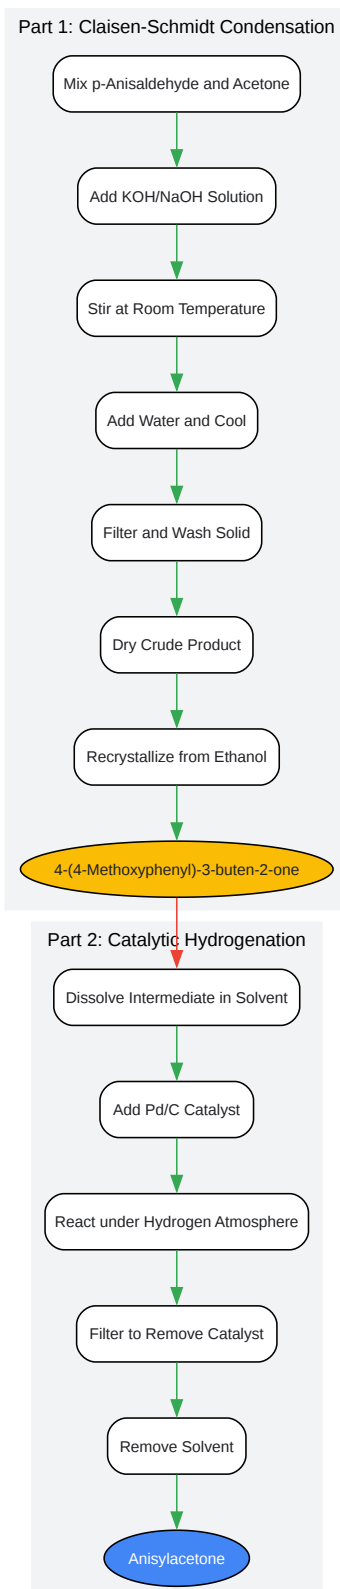 Part 1: Claisen-Schmidt Condensation
Mix p-Anisaldehyde and Acetone
Add KOH/NaOH Solution
Stir at Room Temperature
Add Water and Cool
Filter and Wash Solid
Dry Crude Product
Recrystallize from Ethanol
4-(4-Methoxyphenyl)-3-buten-2-one
Part 2: Catalytic Hydrogenation
Dissolve Intermediate in Solvent
Add Pd/C Catalyst
React under Hydrogen Atmosphere
Filter to Remove Catalyst
Remove Solvent
Anisylacetone